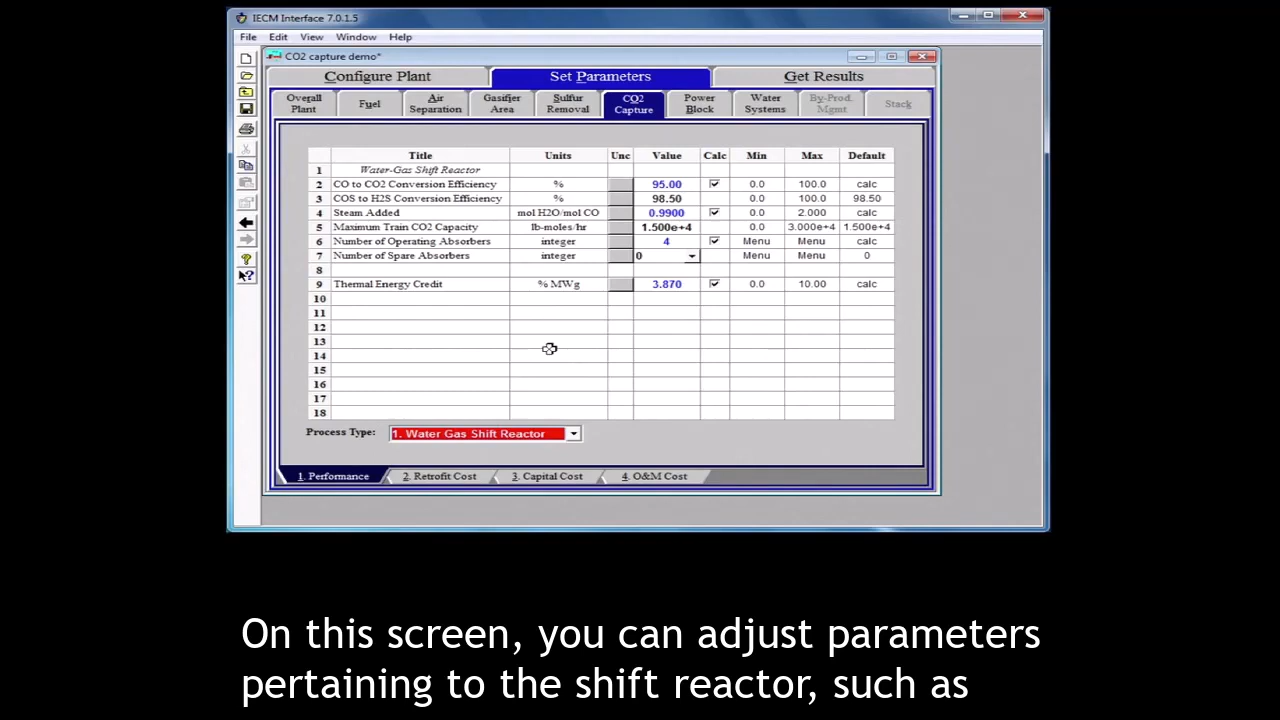 IECM Interface 7.0.1.5
File Edit View Window Help
CO2 capture demo*
Configure Plant Set Parameters Get Results
Overall Plant Fuel Air Separation Gasifier Area Sulfur Removal CO2 Capture Power Block Water Systems By-Prod. Mgmt Stack
Title Units Unc Value Calc Min Max Default
1 Water-Gas Shift Reactor
2 CO to CO2 Conversion Efficiency % 95.00 0.0 100.0 calc
3 COS to H2S Conversion Efficiency % 98.50 0.0 100.0 98.50
4 Steam Added mol H2O/mol CO 0.9900 0.0 2.000 calc
5 Maximum Train CO2 Capacity lb-moles/hr 1.500e+4 0.0 3.000e+4 1.500e+4
6 Number of Operating Absorbers integer 4 Menu Menu calc
7 Number of Spare Absorbers integer 0 Menu Menu 0
8
9 Thermal Energy Credit % MWg 3.870 0.0 10.00 calc
10
11
12
13
14
15
16
17
18
Process Type: 1. Water Gas Shift Reactor
1. Performance 2. Retrofit Cost 3. Capital Cost 4. O&M Cost
On this screen, you can adjust parameters
pertaining to the shift reactor, such as